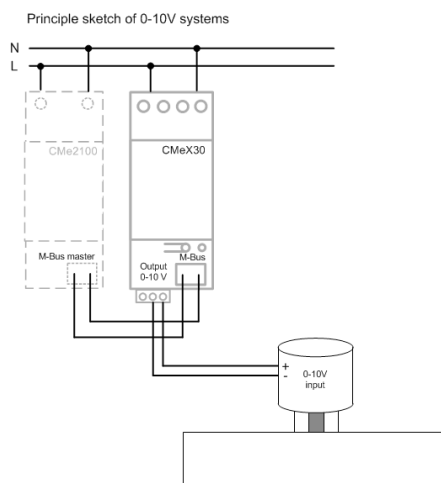 Principle sketch of 0-10V systems
N
L
CMe2100
CMeX30
M-Bus master
Output
0-10 V
M-Bus
+
-
0-10V
input